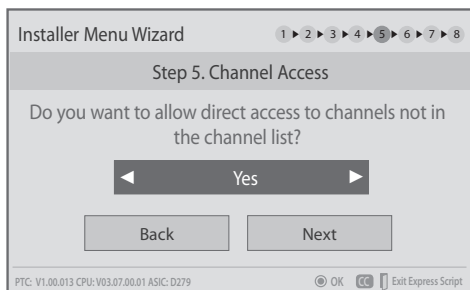 Installer Menu Wizard 1 2 3 4 5 6 7 8
Step 5. Channel Access
Do you want to allow direct access to channels not in
the channel list?
Yes
Back Next
PTC: V1.00.013 CPU: V03.07.00.01 ASIC: D279 OK CC Exit Express Script